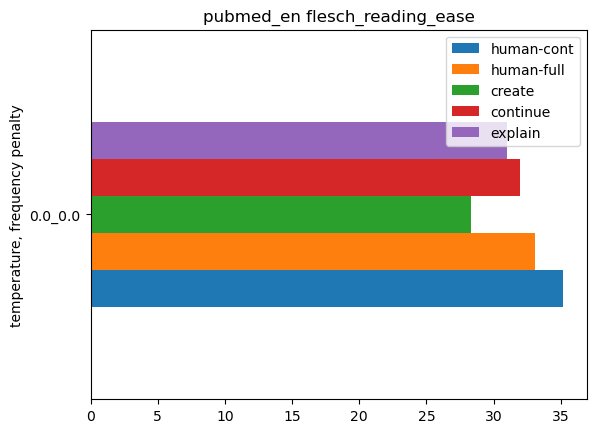 pubmed_en flesch_reading_ease
human-cont
human-full
create
continue
explain
temperature, frequency penalty
0.0_0.0
0 5 10 15 20 25 30 35